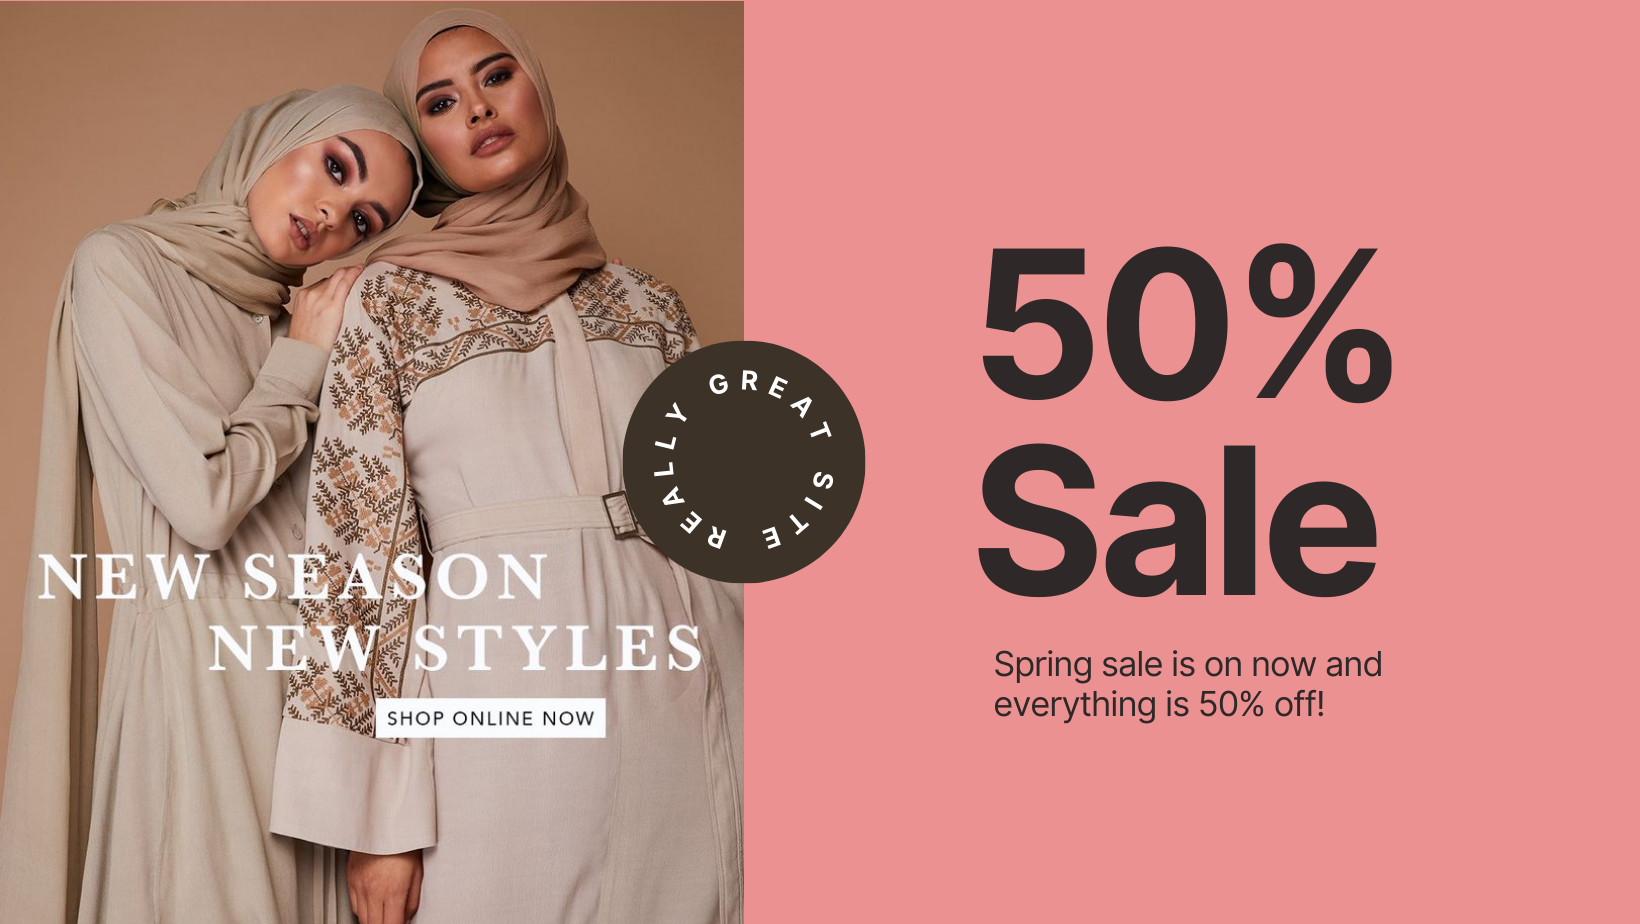 NEW SEASON
NEW STYLES
SHOP ONLINE NOW
REALLY GREAT SITE
50%
Sale
Spring sale is on now and
everything is 50% off!